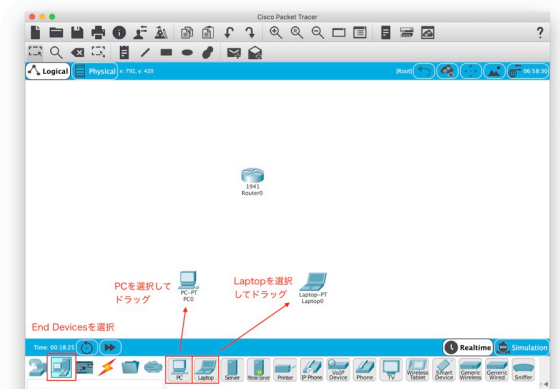 Cisco Packet Tracer
Logical
Physical
x: 792, y: 420
[Root]
06:58:30
1941
Router0
PCを選択して
ドラッグ
PC-PT
PC0
Laptopを選択
してドラッグ
Laptop-PT
Laptop0
End Devicesを選択
Time: 00:18:25
Realtime
Simulation
PC
Laptop
Server
Printer
IP Phone
VoIP
Device
Phone
TV
Wireless
Tablet
Smart
Device
Generic
Wireless
Generic
Wired
Sniffer